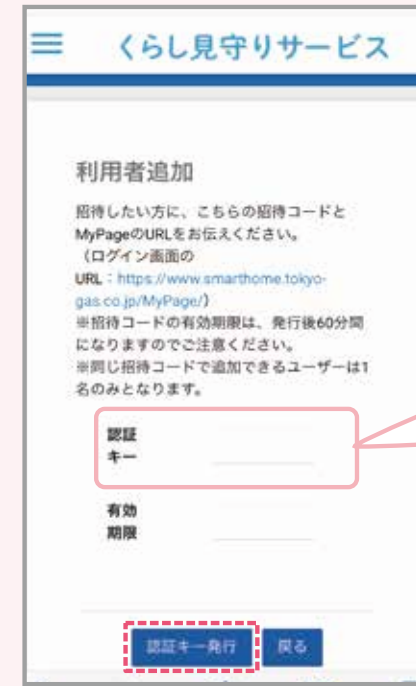 くらし見守りサービス
利用者追加
招待したい方に、こちらの招待コードと
MyPageのURLをお伝えください。
（ログイン画面の
URL：https://www.smarthome.tokyo-
gas.co.jp/MyPage/）
※招待コードの有効期限は、発行後60分間
になりますのでご注意ください。
※同じ招待コードで追加できるユーザーは1
名のみとなります。
認証
キー
有効
期限
認証キー発行 戻る